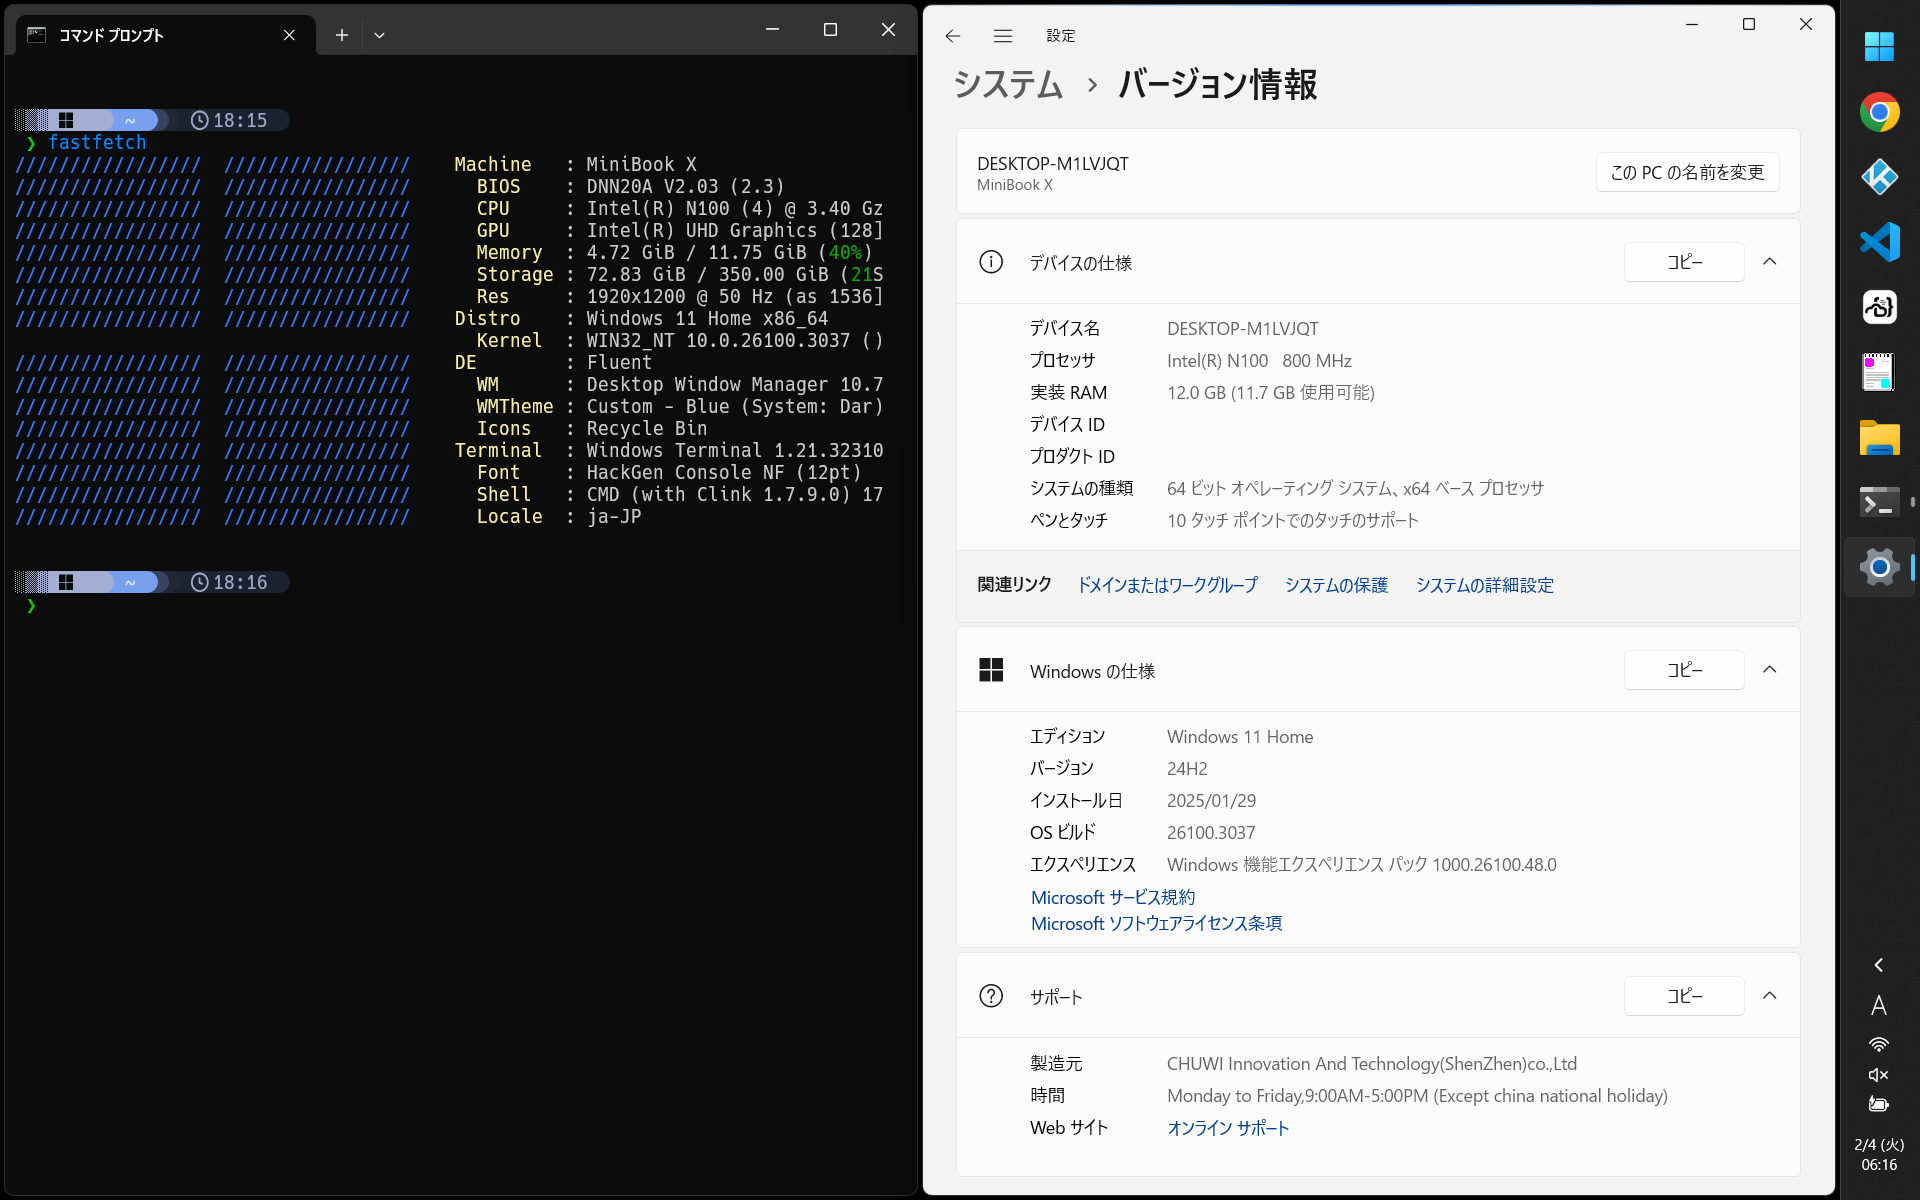 コマンド プロンプト
~ 18:15
❯ fastfetch
Machine : MiniBook X
BIOS : DNN20A V2.03 (2.3)
CPU : Intel(R) N100 (4) @ 3.40 Gz
GPU : Intel(R) UHD Graphics (128]
Memory : 4.72 GiB / 11.75 GiB (40%)
Storage : 72.83 GiB / 350.00 GiB (21S
Res : 1920x1200 @ 50 Hz (as 1536]
Distro : Windows 11 Home x86_64
Kernel : WIN32_NT 10.0.26100.3037 ()
DE : Fluent
WM : Desktop Window Manager 10.7
WMTheme : Custom - Blue (System: Dar)
Icons : Recycle Bin
Terminal : Windows Terminal 1.21.32310
Font : HackGen Console NF (12pt)
Shell : CMD (with Clink 1.7.9.0) 17
Locale : ja-JP
~ 18:16
❯
設定
システム › バージョン情報
DESKTOP-M1LVJQT
MiniBook X
この PC の名前を変更
デバイスの仕様
コピー
デバイス名 DESKTOP-M1LVJQT
プロセッサ Intel(R) N100 800 MHz
実装 RAM 12.0 GB (11.7 GB 使用可能)
デバイス ID
プロダクト ID
システムの種類 64 ビット オペレーティング システム、x64 ベース プロセッサ
ペンとタッチ 10 タッチ ポイントでのタッチのサポート
関連リンク ドメインまたはワークグループ システムの保護 システムの詳細設定
Windows の仕様
コピー
エディション Windows 11 Home
バージョン 24H2
インストール日 2025/01/29
OS ビルド 26100.3037
エクスペリエンス Windows 機能エクスペリエンス パック 1000.26100.48.0
Microsoft サービス規約
Microsoft ソフトウェアライセンス条項
サポート
コピー
製造元 CHUWI Innovation And Technology(ShenZhen)co.,Ltd
時間 Monday to Friday,9:00AM-5:00PM (Except china national holiday)
Web サイト オンライン サポート
A
2/4 (火)
06:16